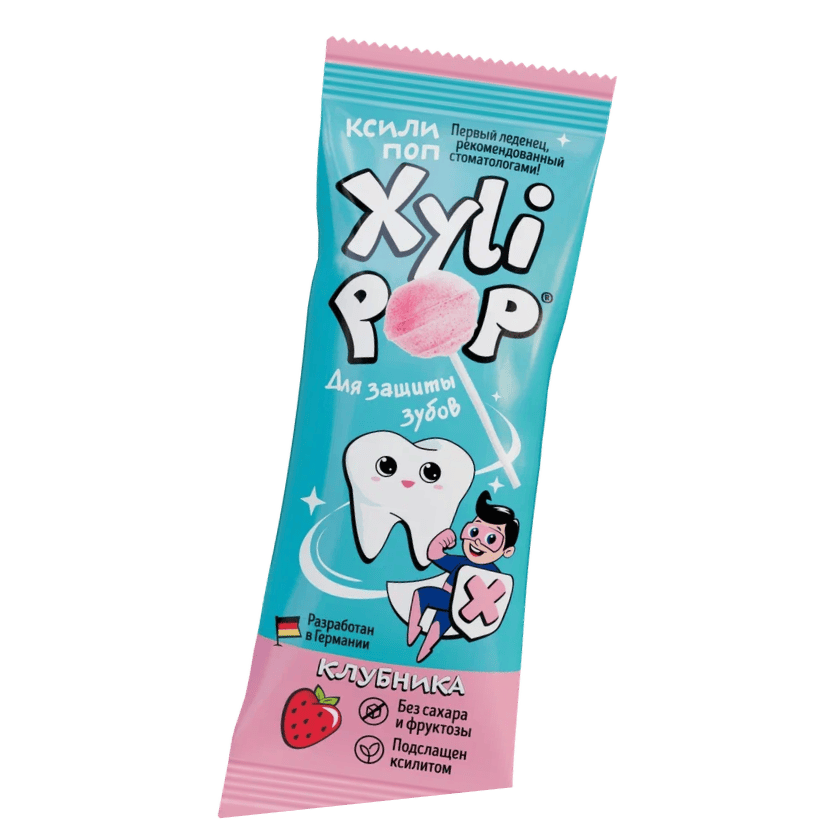 КСИЛИ
ПОП
Первый леденец,
рекомендованный
стоматологами!
Xyli
POP®
Для защиты
зубов
X
Разработан
в Германии
КЛУБНИКА
Без сахара
и фруктозы
Подслащен
ксилитом